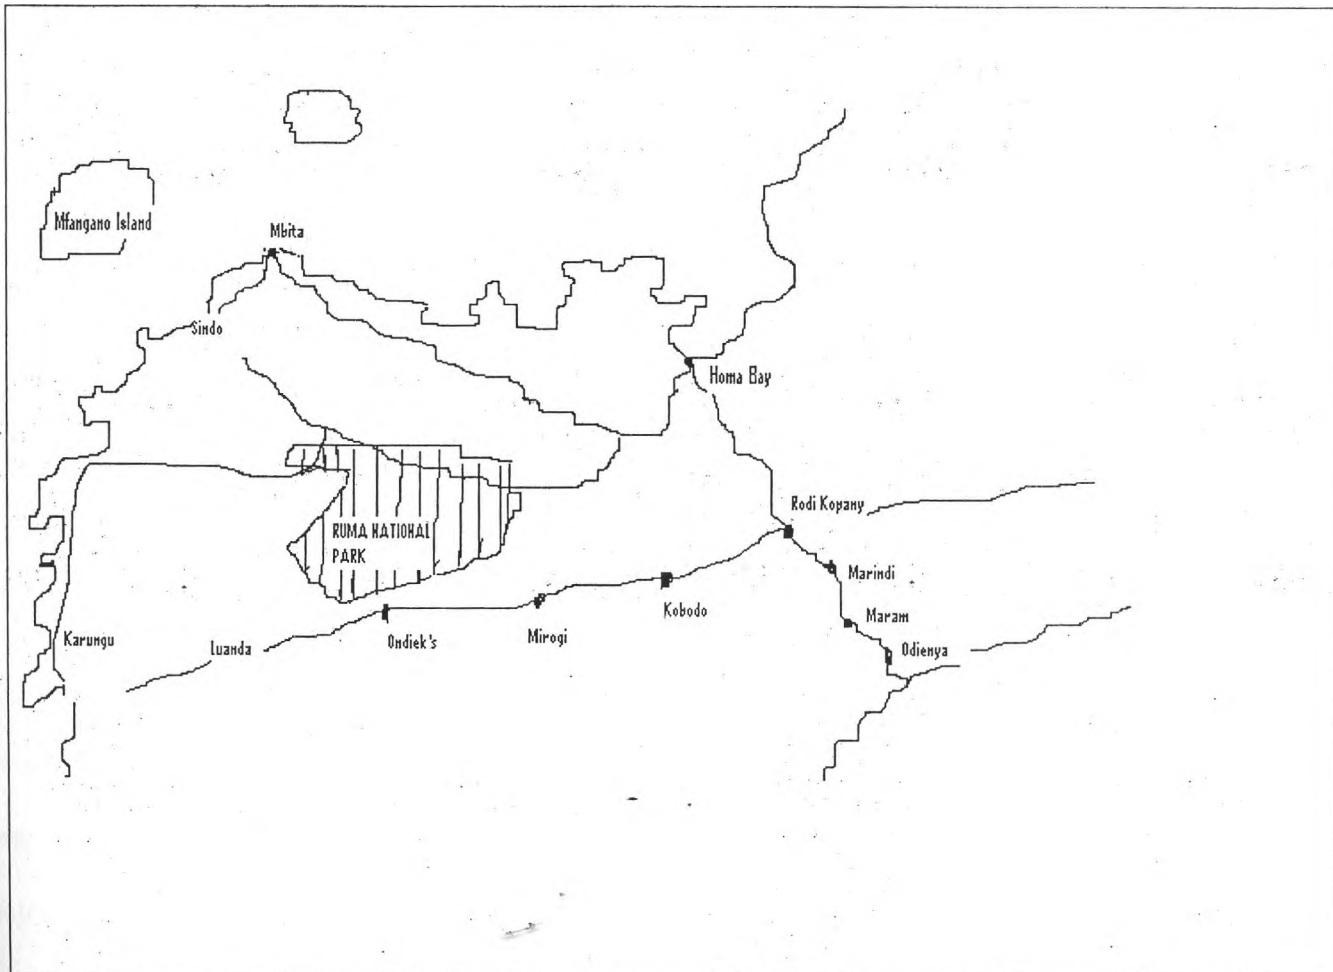 Mfangano Island
Mbita
Sindo
Homa Bay
Rodi Kopany
RUMA NATIONAL
PARK
Marindi
Kobodo
Maram
Karungu
Luanda
Ondiek's
Mirogi
Odienya